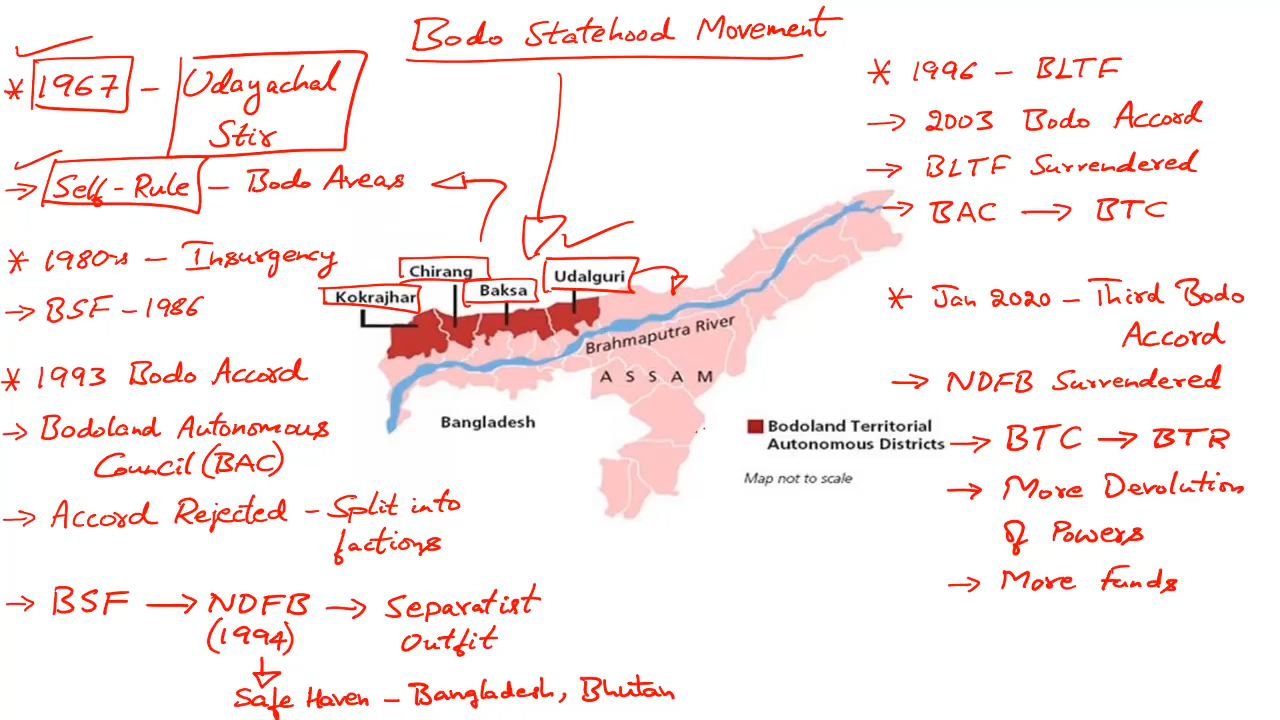 Bodo Statehood Movement
* 1967 - Udayachal
Stir
→ Self-Rule - Bodo Areas
* 1980s - Insurgency
→ BSF - 1986
* 1993 Bodo Accord
→ Bodoland Autonomous
Council (BAC)
→ Accord Rejected - Split into
factions
→ BSF → NDFB → Separatist
(1994) Outfit
Safe Haven - Bangladesh, Bhutan
Kokrajhar
Chirang
Baksa
Udalguri
Brahmaputra River
ASSAM
Bangladesh
Bodoland Territorial
Autonomous Districts
Map not to scale
* 1996 - BLTF
→ 2003 Bodo Accord
→ BLTF Surrendered
→ BAC → BTC
* Jan 2020 - Third Bodo
Accord
→ NDFB Surrendered
→ BTC → BTR
→ More Devolution
of Powers
→ More Funds